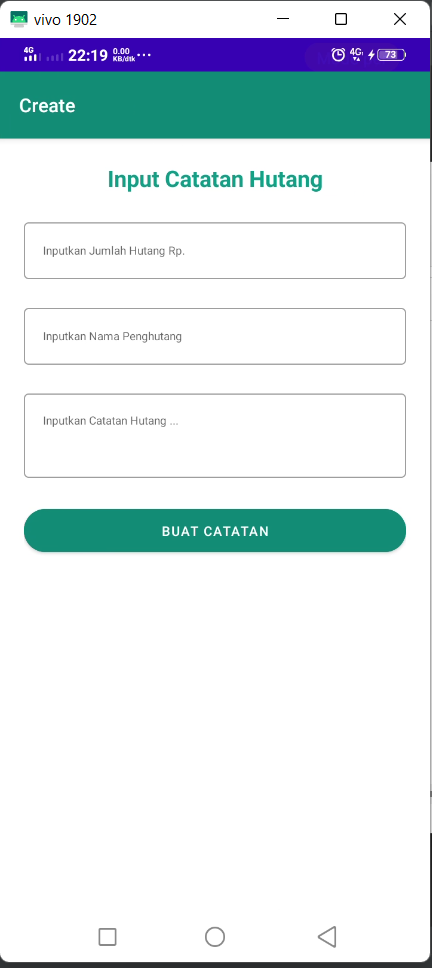 vivo 1902
4G 22:19 0.00 KB/dtk ... 4G 73
Create
Input Catatan Hutang
Inputkan Jumlah Hutang Rp.
Inputkan Nama Penghutang
Inputkan Catatan Hutang ...
BUAT CATATAN